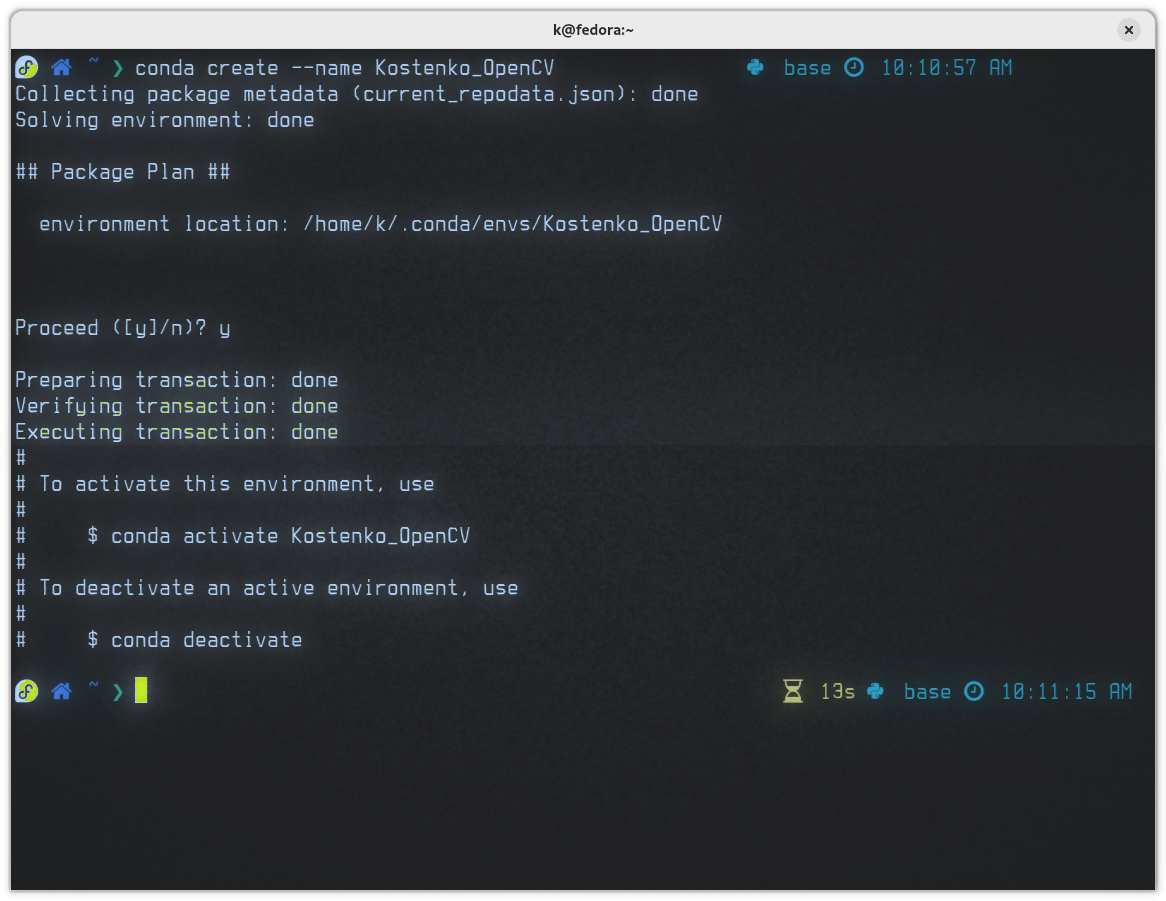 k@fedora:~
~ ❯ conda create --name Kostenko_OpenCV base 10:10:57 AM
Collecting package metadata (current_repodata.json): done
Solving environment: done
## Package Plan ##
environment location: /home/k/.conda/envs/Kostenko_OpenCV
Proceed ([y]/n)? y
Preparing transaction: done
Verifying transaction: done
Executing transaction: done
#
# To activate this environment, use
#
# $ conda activate Kostenko_OpenCV
#
# To deactivate an active environment, use
#
# $ conda deactivate
~ ❯ 13s base 10:11:15 AM